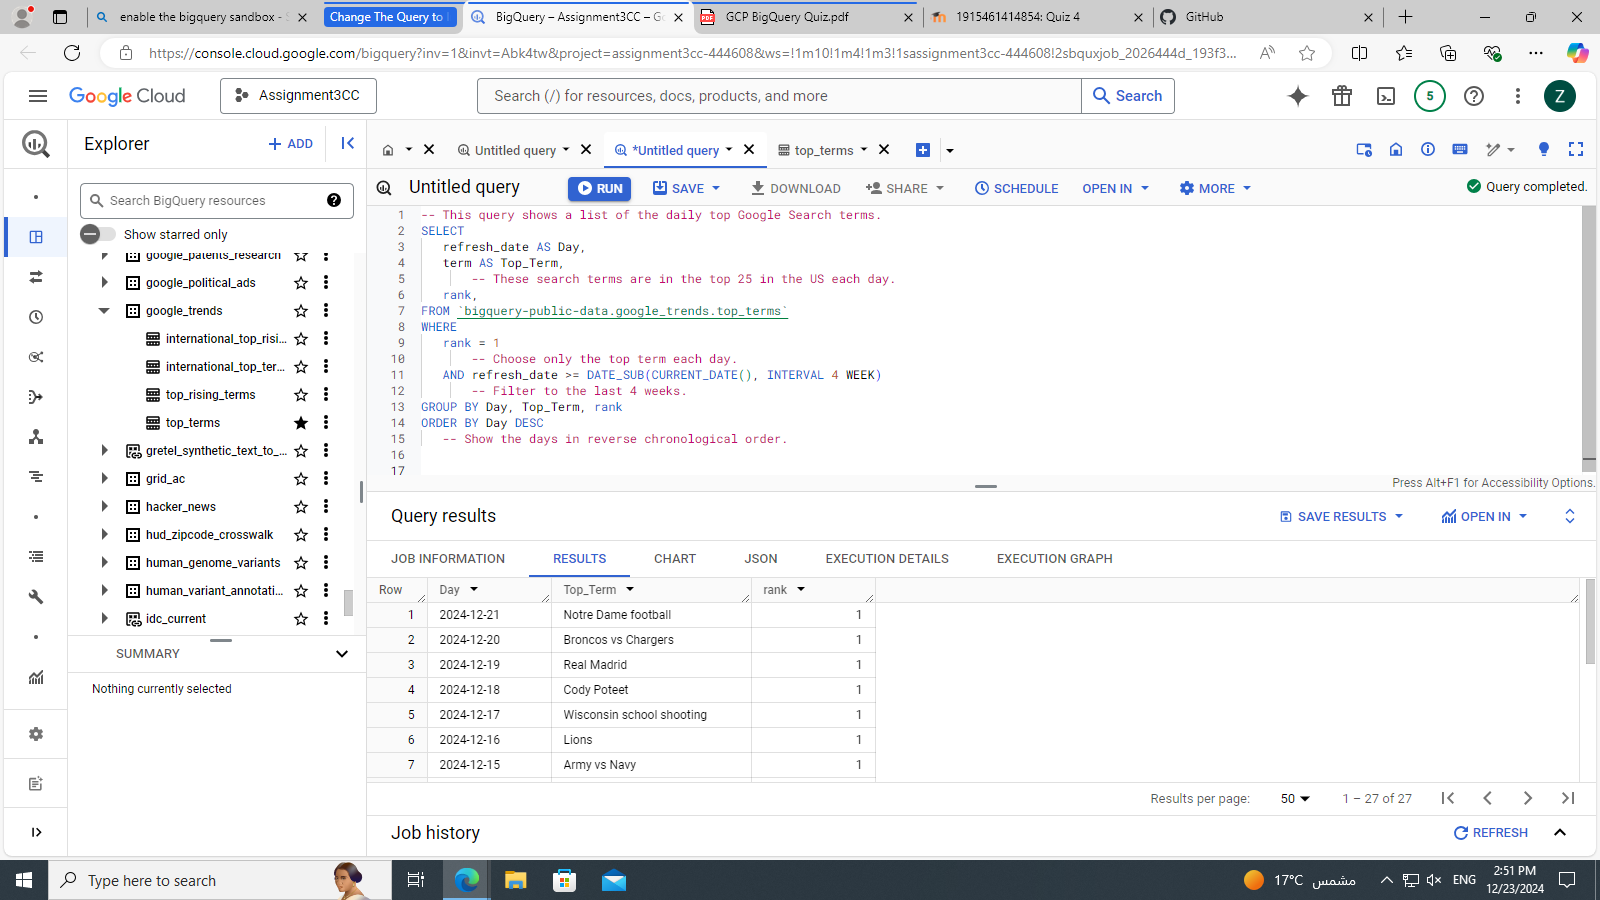 enable the bigquery sandbox - S
Change The Query to
BigQuery – Assignment3CC – Go
GCP BigQuery Quiz.pdf
1915461414854: Quiz 4
GitHub
https://console.cloud.google.com/bigquery?inv=1&invt=Abk4tw&project=assignment3cc-444608&ws=!1m10!1m4!1m3!1sassignment3cc-444608!2sbquxjob_2026444d_193f3...
Google Cloud
Assignment3CC
Search (/) for resources, docs, products, and more
Search
5
Z
Explorer
+ ADD
Untitled query
*Untitled query
top_terms
Search BigQuery resources
Show starred only
google_patents_research
google_political_ads
google_trends
international_top_risi...
international_top_ter...
top_rising_terms
top_terms
gretel_synthetic_text_to_...
grid_ac
hacker_news
hud_zipcode_crosswalk
human_genome_variants
human_variant_annotati...
idc_current
SUMMARY
Nothing currently selected
Untitled query
RUN
SAVE
DOWNLOAD
SHARE
SCHEDULE
OPEN IN
MORE
Query completed.
1 -- This query shows a list of the daily top Google Search terms.
2 SELECT
3 refresh_date AS Day,
4 term AS Top_Term,
5 -- These search terms are in the top 25 in the US each day.
6 rank,
7 FROM `bigquery-public-data.google_trends.top_terms`
8 WHERE
9 rank = 1
10 -- Choose only the top term each day.
11 AND refresh_date >= DATE_SUB(CURRENT_DATE(), INTERVAL 4 WEEK)
12 -- Filter to the last 4 weeks.
13 GROUP BY Day, Top_Term, rank
14 ORDER BY Day DESC
15 -- Show the days in reverse chronological order.
16
17
Press Alt+F1 for Accessibility Options.
Query results
SAVE RESULTS
OPEN IN
JOB INFORMATION
RESULTS
CHART
JSON
EXECUTION DETAILS
EXECUTION GRAPH
Row Day Top_Term rank
1 2024-12-21 Notre Dame football 1
2 2024-12-20 Broncos vs Chargers 1
3 2024-12-19 Real Madrid 1
4 2024-12-18 Cody Poteet 1
5 2024-12-17 Wisconsin school shooting 1
6 2024-12-16 Lions 1
7 2024-12-15 Army vs Navy 1
Results per page: 50 1 – 27 of 27
Job history
REFRESH
Type here to search
17°C مشمس
ENG
2:51 PM
12/23/2024